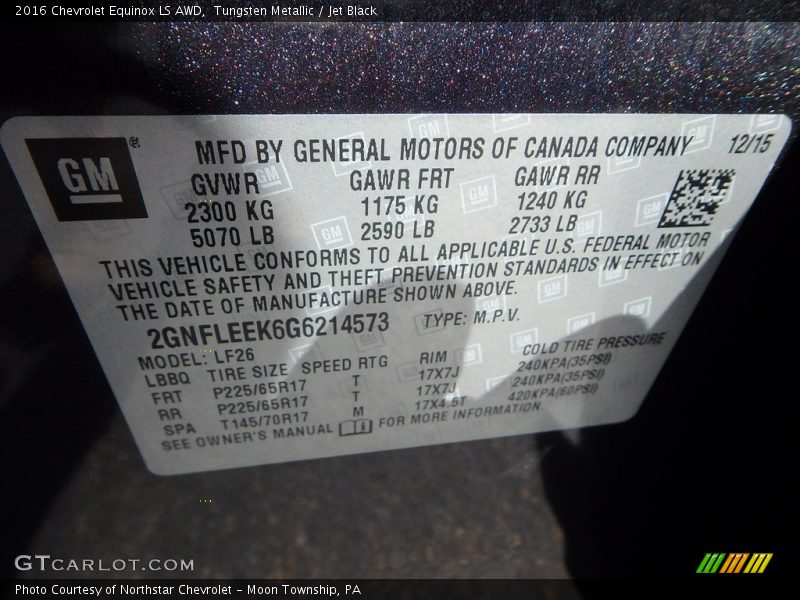 2016 Chevrolet Equinox LS AWD,  Tungsten Metallic / Jet Black
GM®
MFD BY GENERAL MOTORS OF CANADA COMPANY 12/15
GVWR GAWR FRT GAWR RR
2300 KG 1175 KG 1240 KG
5070 LB 2590 LB 2733 LB
THIS VEHICLE CONFORMS TO ALL APPLICABLE U.S. FEDERAL MOTOR
VEHICLE SAFETY AND THEFT PREVENTION STANDARDS IN EFFECT ON
THE DATE OF MANUFACTURE SHOWN ABOVE.
2GNFLEEK6G6214573 TYPE: M.P.V.
MODEL: LF26
LBBQ TIRE SIZE SPEED RTG RIM COLD TIRE PRESSURE
FRT P225/65R17 T 17X7J 240KPA(35PSI)
RR P225/65R17 T 17X7J 240KPA(35PSI)
SPA T145/70R17 M 17X4.5T 420KPA(60PSI)
SEE OWNER'S MANUAL FOR MORE INFORMATION.
GTCARLOT.COM
Photo Courtesy of Northstar Chevrolet – Moon Township, PA